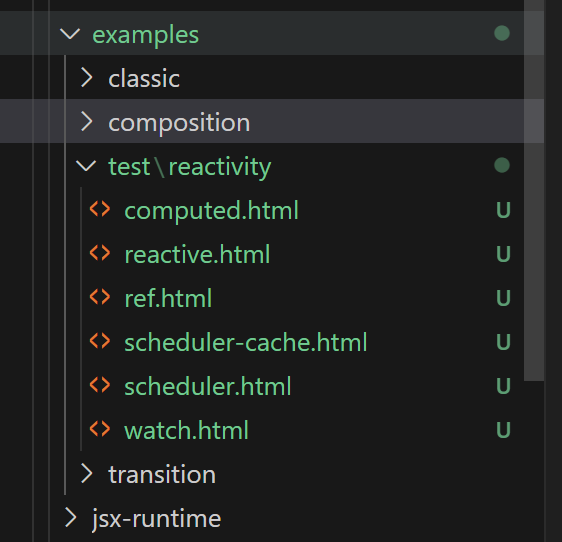 examples
classic
composition
test\reactivity
computed.html U
reactive.html U
ref.html U
scheduler-cache.html U
scheduler.html U
watch.html U
transition
jsx-runtime